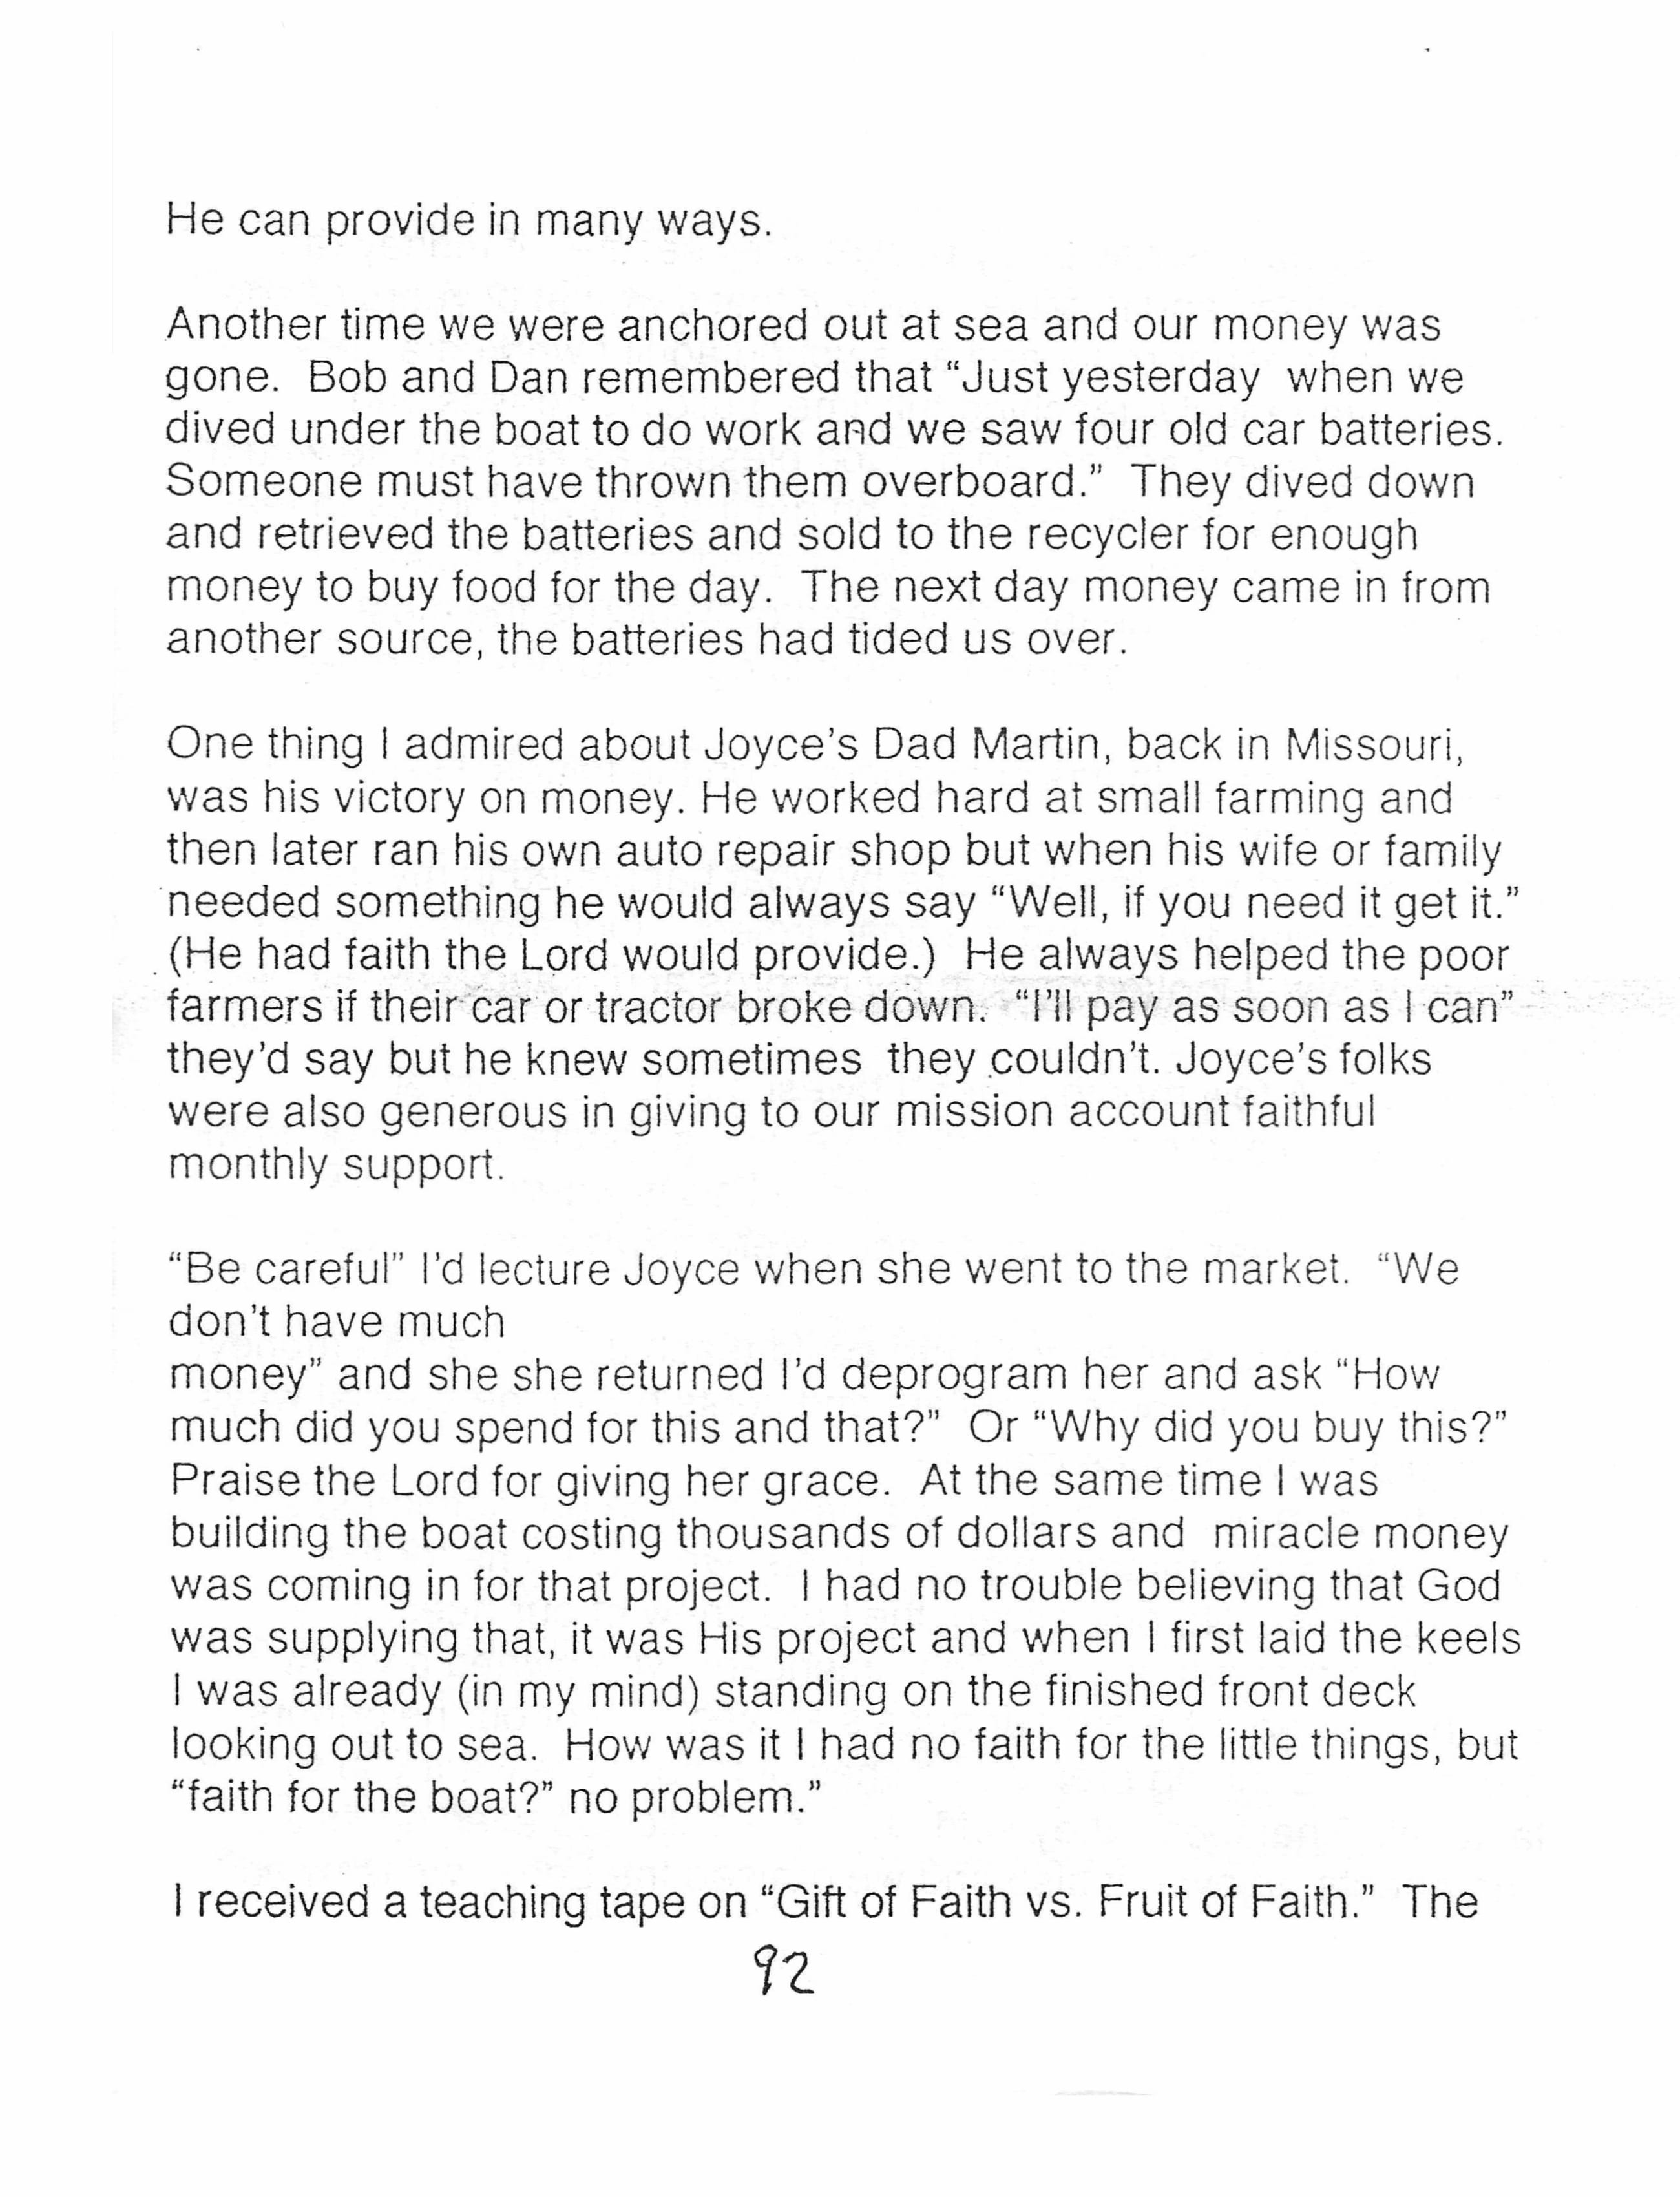 He can provide in many ways.
Another time we were anchored out at sea and our money was
gone.  Bob and Dan remembered that “Just yesterday  when we
dived under the boat to do work and we saw four old car batteries.
Someone must have thrown them overboard.”  They dived down
and retrieved the batteries and sold to the recycler for enough
money to buy food for the day.  The next day money came in from
another source, the batteries had tided us over.
One thing I admired about Joyce’s Dad Martin, back in Missouri,
was his victory on money. He worked hard at small farming and
then later ran his own auto repair shop but when his wife or family
needed something he would always say “Well, if you need it get it.”
(He had faith the Lord would provide.)  He always helped the poor
farmers if their car or tractor broke down.  “I’ll pay as soon as I can”
they’d say but he knew sometimes  they couldn’t. Joyce’s folks
were also generous in giving to our mission account faithful
monthly support.
“Be careful” I’d lecture Joyce when she went to the market.  “We
don’t have much
money” and she she returned I’d deprogram her and ask “How
much did you spend for this and that?”  Or “Why did you buy this?”
Praise the Lord for giving her grace.  At the same time I was
building the boat costing thousands of dollars and  miracle money
was coming in for that project.  I had no trouble believing that God
was supplying that, it was His project and when I first laid the keels
I was already (in my mind) standing on the finished front deck
looking out to sea.  How was it I had no faith for the little things, but
“faith for the boat?” no problem.”
I received a teaching tape on “Gift of Faith vs. Fruit of Faith.”  The
92